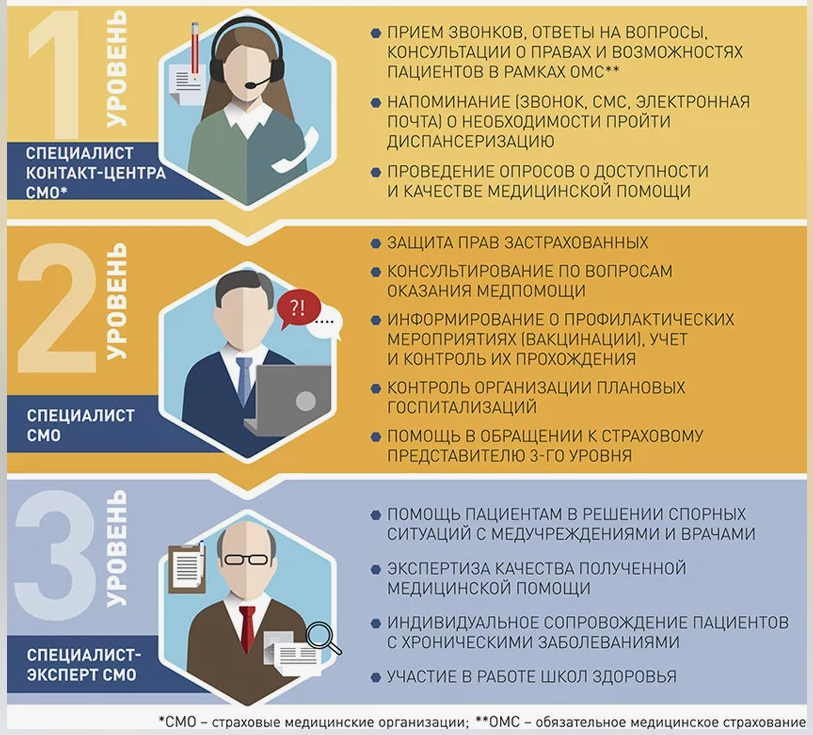 1 УРОВЕНЬ
СПЕЦИАЛИСТ
КОНТАКТ-ЦЕНТРА
СМО*
ПРИЕМ ЗВОНКОВ, ОТВЕТЫ НА ВОПРОСЫ,
КОНСУЛЬТАЦИИ О ПРАВАХ И ВОЗМОЖНОСТЯХ
ПАЦИЕНТОВ В РАМКАХ ОМС**
НАПОМИНАНИЕ (ЗВОНОК, СМС, ЭЛЕКТРОННАЯ
ПОЧТА) О НЕОБХОДИМОСТИ ПРОЙТИ
ДИСПАНСЕРИЗАЦИЮ
ПРОВЕДЕНИЕ ОПРОСОВ О ДОСТУПНОСТИ
И КАЧЕСТВЕ МЕДИЦИНСКОЙ ПОМОЩИ
2 УРОВЕНЬ
?!
....
СПЕЦИАЛИСТ
СМО
ЗАЩИТА ПРАВ ЗАСТРАХОВАННЫХ
КОНСУЛЬТИРОВАНИЕ ПО ВОПРОСАМ
ОКАЗАНИЯ МЕДПОМОЩИ
ИНФОРМИРОВАНИЕ О ПРОФИЛАКТИЧЕСКИХ
МЕРОПРИЯТИЯХ (ВАКЦИНАЦИИ), УЧЕТ
И КОНТРОЛЬ ИХ ПРОХОЖДЕНИЯ
КОНТРОЛЬ ОРГАНИЗАЦИИ ПЛАНОВЫХ
ГОСПИТАЛИЗАЦИЙ
ПОМОЩЬ В ОБРАЩЕНИИ К СТРАХОВОМУ
ПРЕДСТАВИТЕЛЮ 3-ГО УРОВНЯ
3 УРОВЕНЬ
СПЕЦИАЛИСТ-
ЭКСПЕРТ СМО
ПОМОЩЬ ПАЦИЕНТАМ В РЕШЕНИИ СПОРНЫХ
СИТУАЦИЙ С МЕДУЧРЕЖДЕНИЯМИ И ВРАЧАМИ
ЭКСПЕРТИЗА КАЧЕСТВА ПОЛУЧЕННОЙ
МЕДИЦИНСКОЙ ПОМОЩИ
ИНДИВИДУАЛЬНОЕ СОПРОВОЖДЕНИЕ ПАЦИЕНТОВ
С ХРОНИЧЕСКИМИ ЗАБОЛЕВАНИЯМИ
УЧАСТИЕ В РАБОТЕ ШКОЛ ЗДОРОВЬЯ
*СМО – страховые медицинские организации; **ОМС – обязательное медицинское страхование